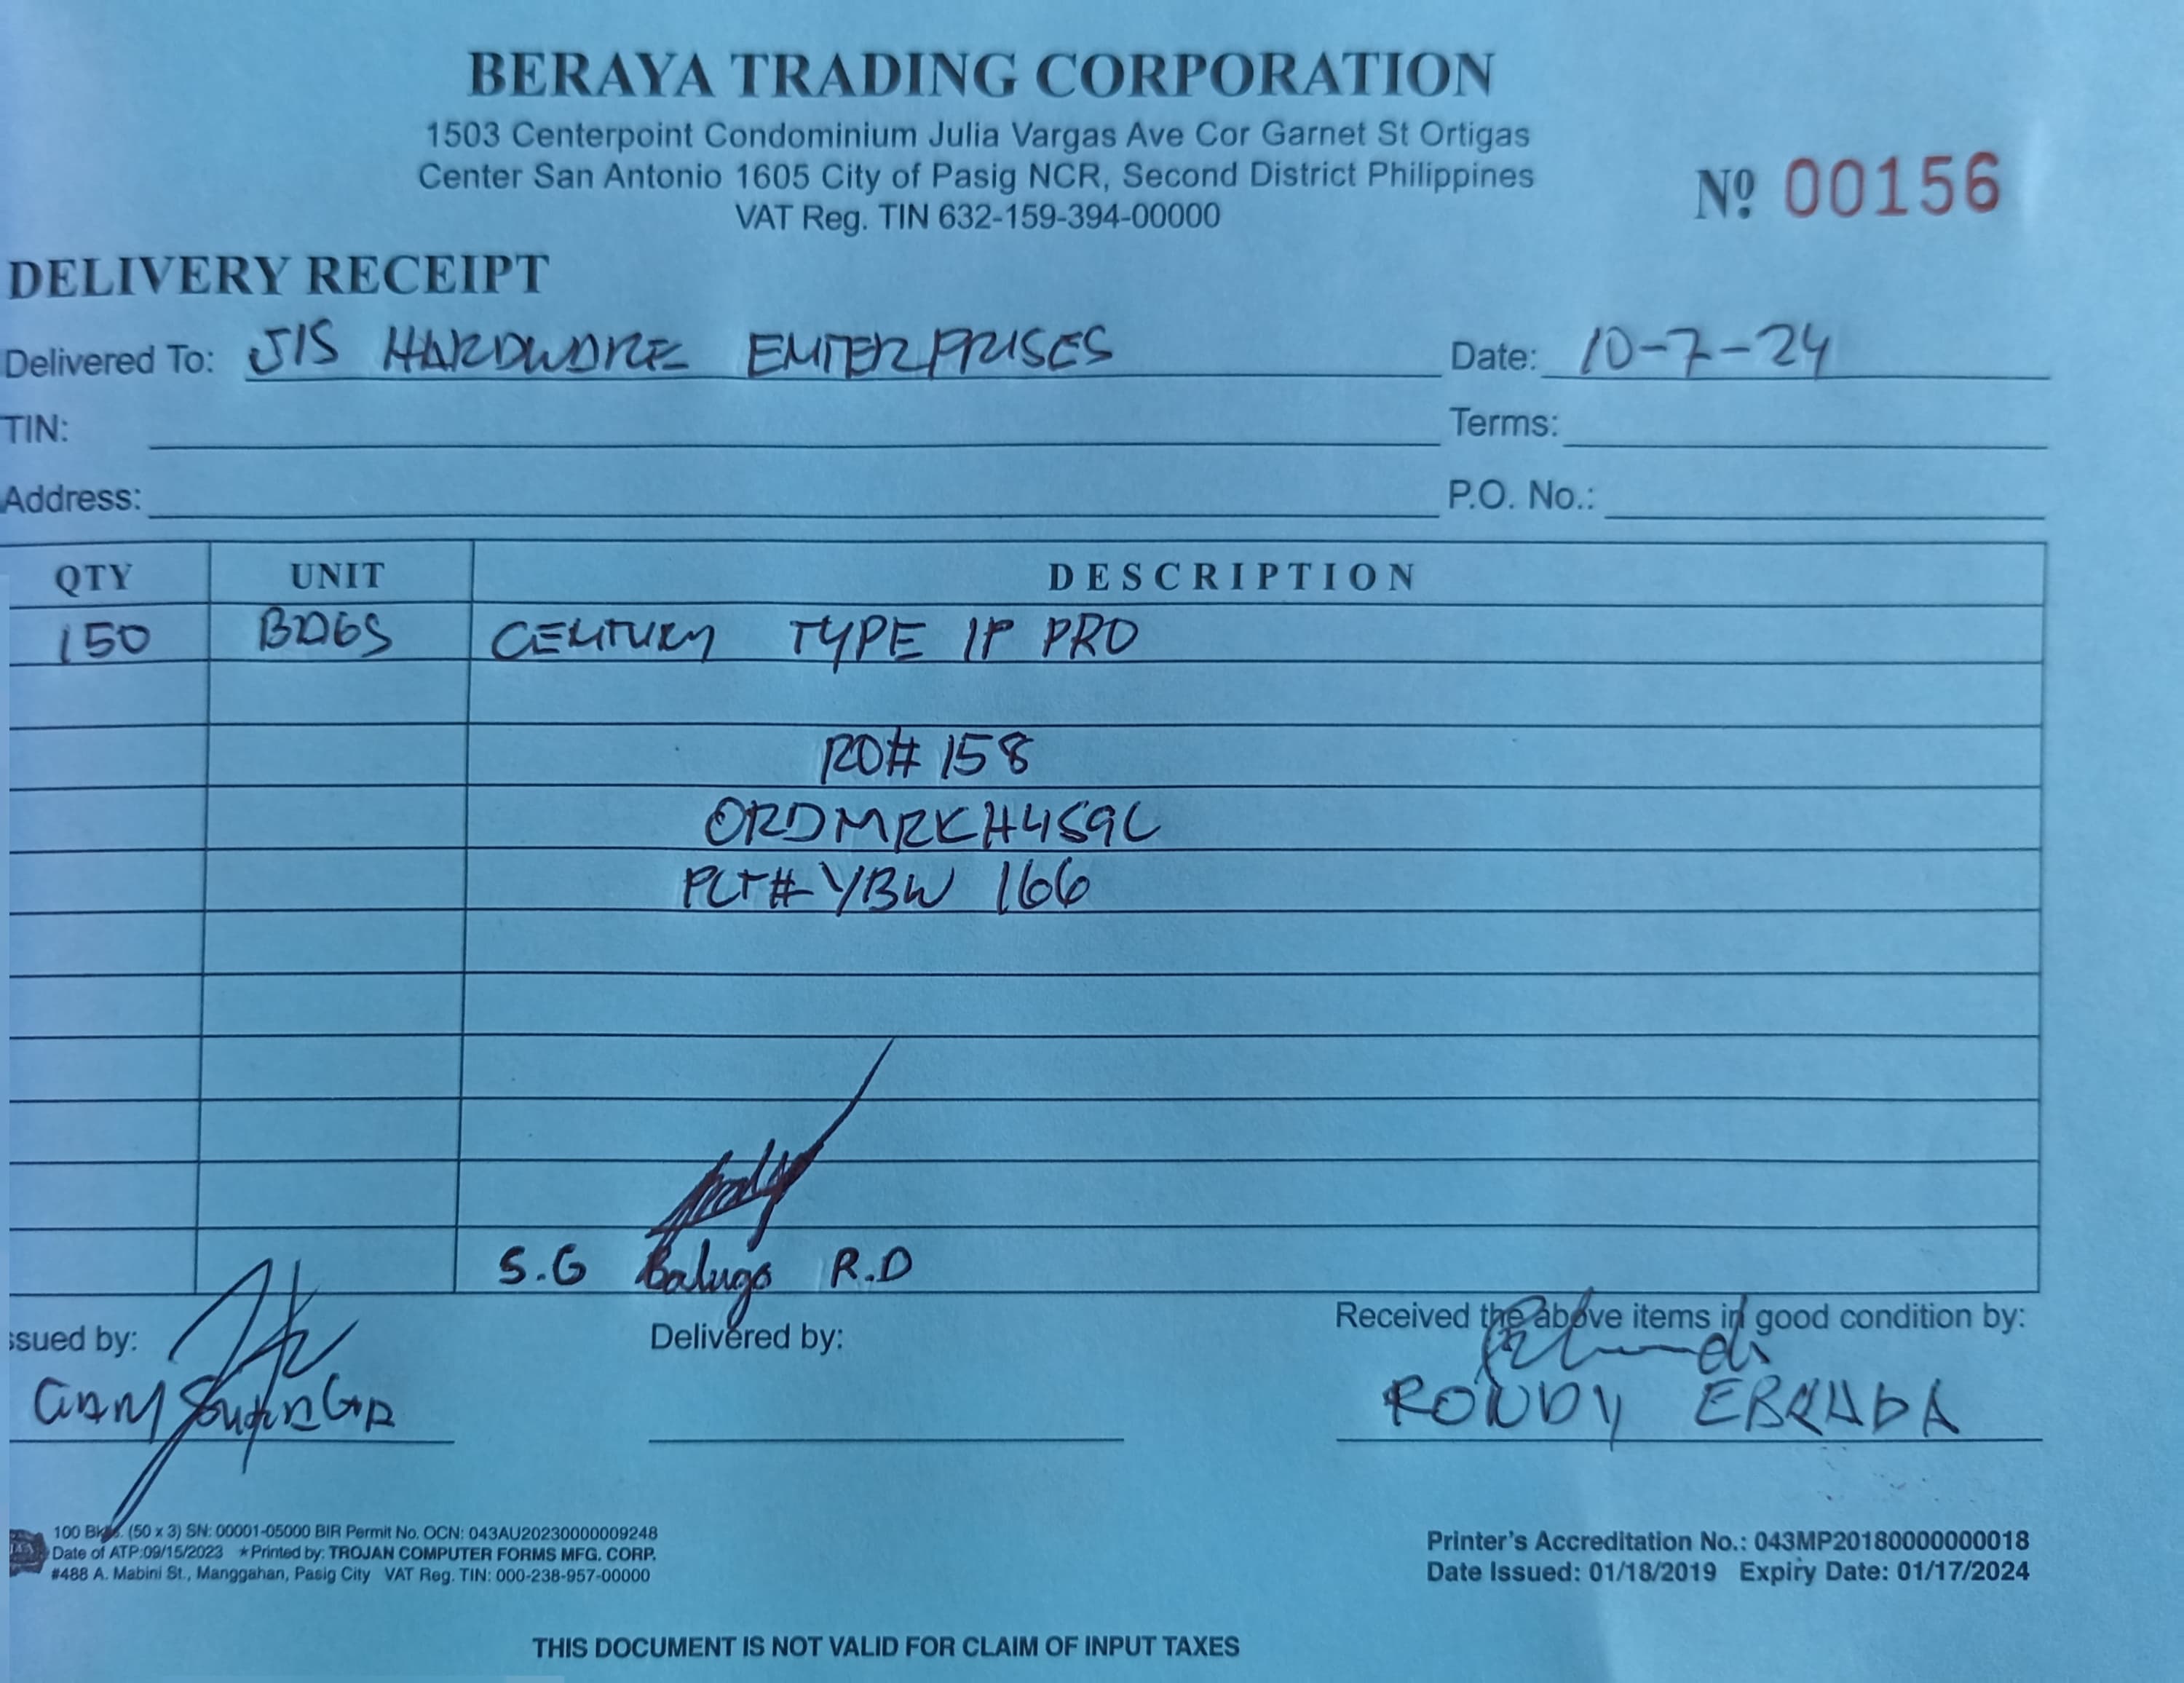 BERAYA TRADING CORPORATION
1503 Centerpoint Condominium Julia Vargas Ave Cor Garnet St Ortigas
Center San Antonio 1605 City of Pasig NCR, Second District Philippines
VAT Reg. TIN 632-159-394-00000
Nº 00156
DELIVERY RECEIPT
Delivered To: JIS HARDWARE ENTERPRISES Date: 10-7-24
TIN: Terms:
Address: P.O. No.:
QTY UNIT DESCRIPTION
150 BAGS CENTURY TYPE 1P PRO
RO# 158
ORDMRKH459C
PLT# YBW 166
S.G Balugo R.D
ssued by: Delivered by: Received the above items in good condition by:
RONDY EBRADA
100 Bkls. (50 x 3) SN: 00001-05000 BIR Permit No. OCN: 043AU20230000009248
Date of ATP:09/15/2023 ★Printed by: TROJAN COMPUTER FORMS MFG. CORP.
#488 A. Mabini St., Manggahan, Pasig City VAT Reg. TIN: 000-238-957-00000
Printer's Accreditation No.: 043MP20180000000018
Date Issued: 01/18/2019 Expiry Date: 01/17/2024
THIS DOCUMENT IS NOT VALID FOR CLAIM OF INPUT TAXES